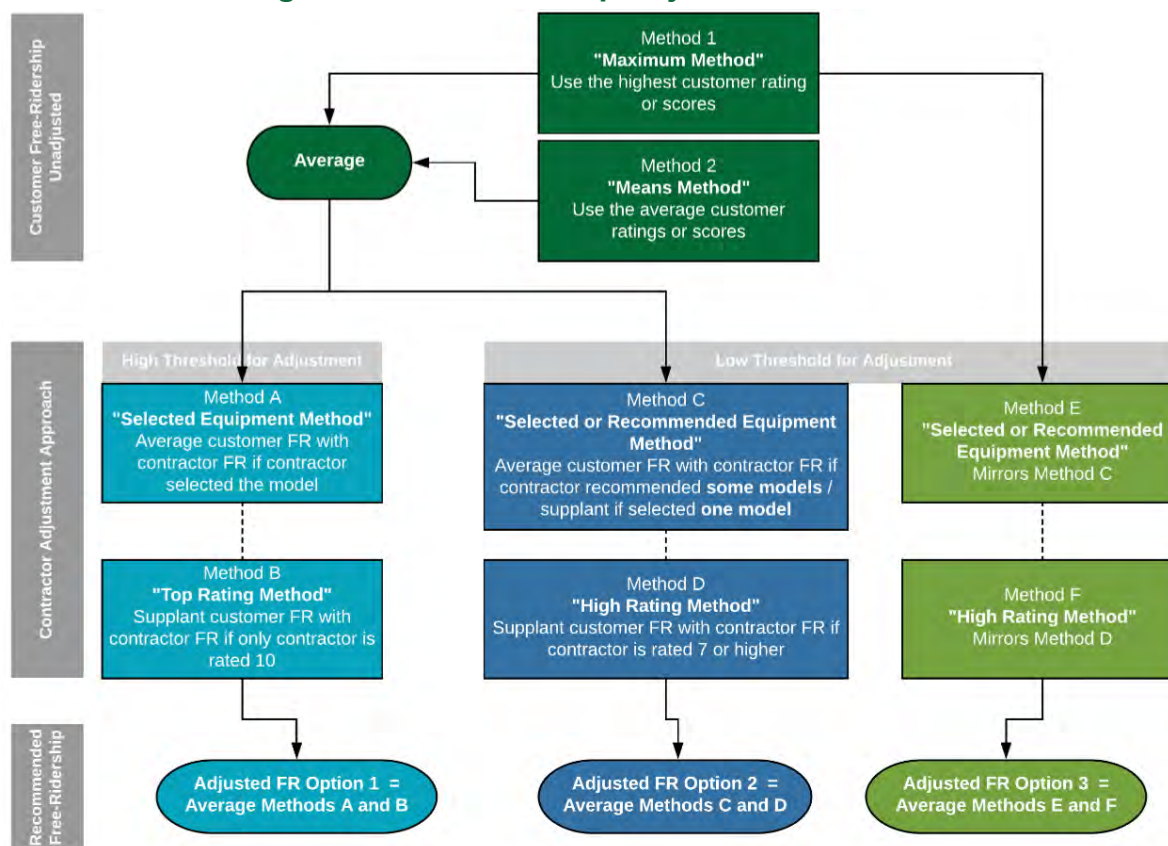 Customer Free-Ridership
Unadjusted
Method 1
"Maximum Method"
Use the highest customer rating
or scores
Average
Method 2
"Means Method"
Use the average customer
ratings or scores
Contractor Adjustment Approach
High Threshold for Adjustment
Low Threshold for Adjustment
Method A
"Selected Equipment Method"
Average customer FR with
contractor FR if contractor
selected the model
Method C
"Selected or Recommended Equipment
Method"
Average customer FR with contractor FR if
contractor recommended some models /
supplant if selected one model
Method E
"Selected or Recommended
Equipment Method"
Mirrors Method C
Method B
"Top Rating Method"
Supplant customer FR with
contractor FR if only contractor is
rated 10
Method D
"High Rating Method"
Supplant customer FR with contractor FR if
contractor is rated 7 or higher
Method F
"High Rating Method"
Mirrors Method D
Recommended
Free-Ridership
Adjusted FR Option 1 =
Average Methods A and B
Adjusted FR Option 2 =
Average Methods C and D
Adjusted FR Option 3 =
Average Methods E and F